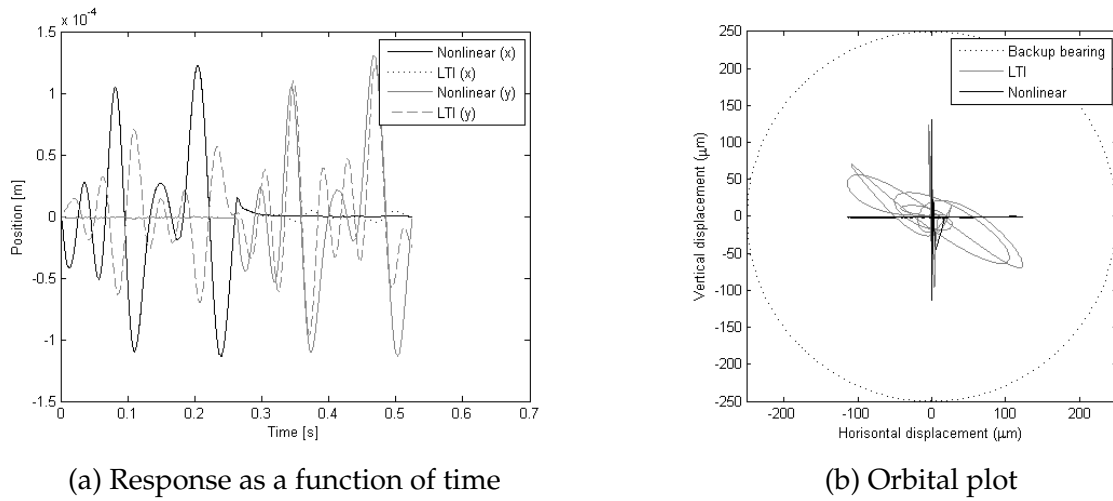 x 10^-4
1.5
1
0.5
0
-0.5
-1
-1.5
0 0.1 0.2 0.3 0.4 0.5 0.6 0.7
Position [m]
Time [s]
Nonlinear (x)
LTI (x)
Nonlinear (y)
LTI (y)
(a) Response as a function of time
250
200
150
100
50
0
-50
100
150
200
-250
-200 -100 0 100 200
Vertical displacement (μm)
Horisontal displacement (μm)
Backup bearing
LTI
Nonlinear
(b) Orbital plot